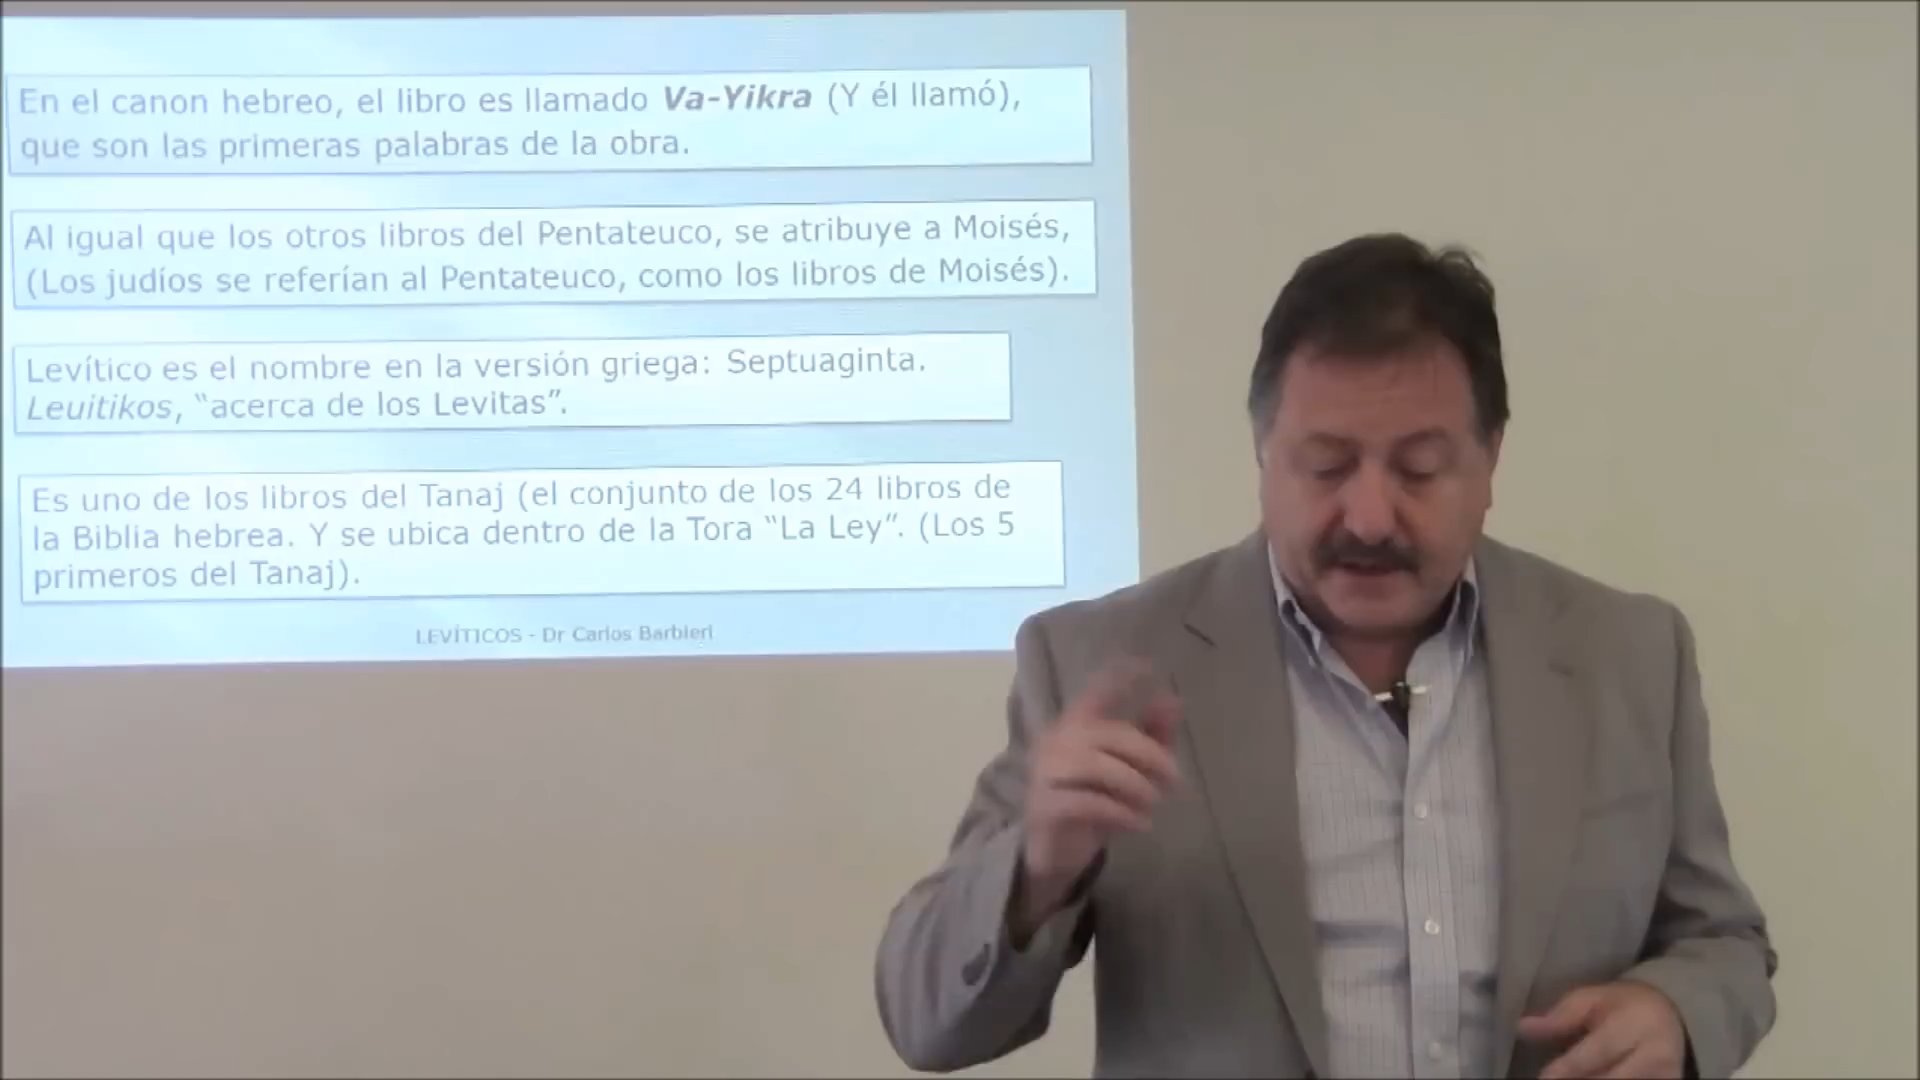 En el canon hebreo, el libro es llamado Va-Yikra (Y él llamó),
que son las primeras palabras de la obra.
Al igual que los otros libros del Pentateuco, se atribuye a Moisés,
(Los judíos se referían al Pentateuco, como los libros de Moisés).
Levítico es el nombre en la versión griega: Septuaginta.
Leuitikos, “acerca de los Levitas”.
Es uno de los libros del Tanaj (el conjunto de los 24 libros de
la Biblia hebrea. Y se ubica dentro de la Tora “La Ley”. (Los 5
primeros del Tanaj).
LEVÍTICOS - Dr Carlos Barbieri